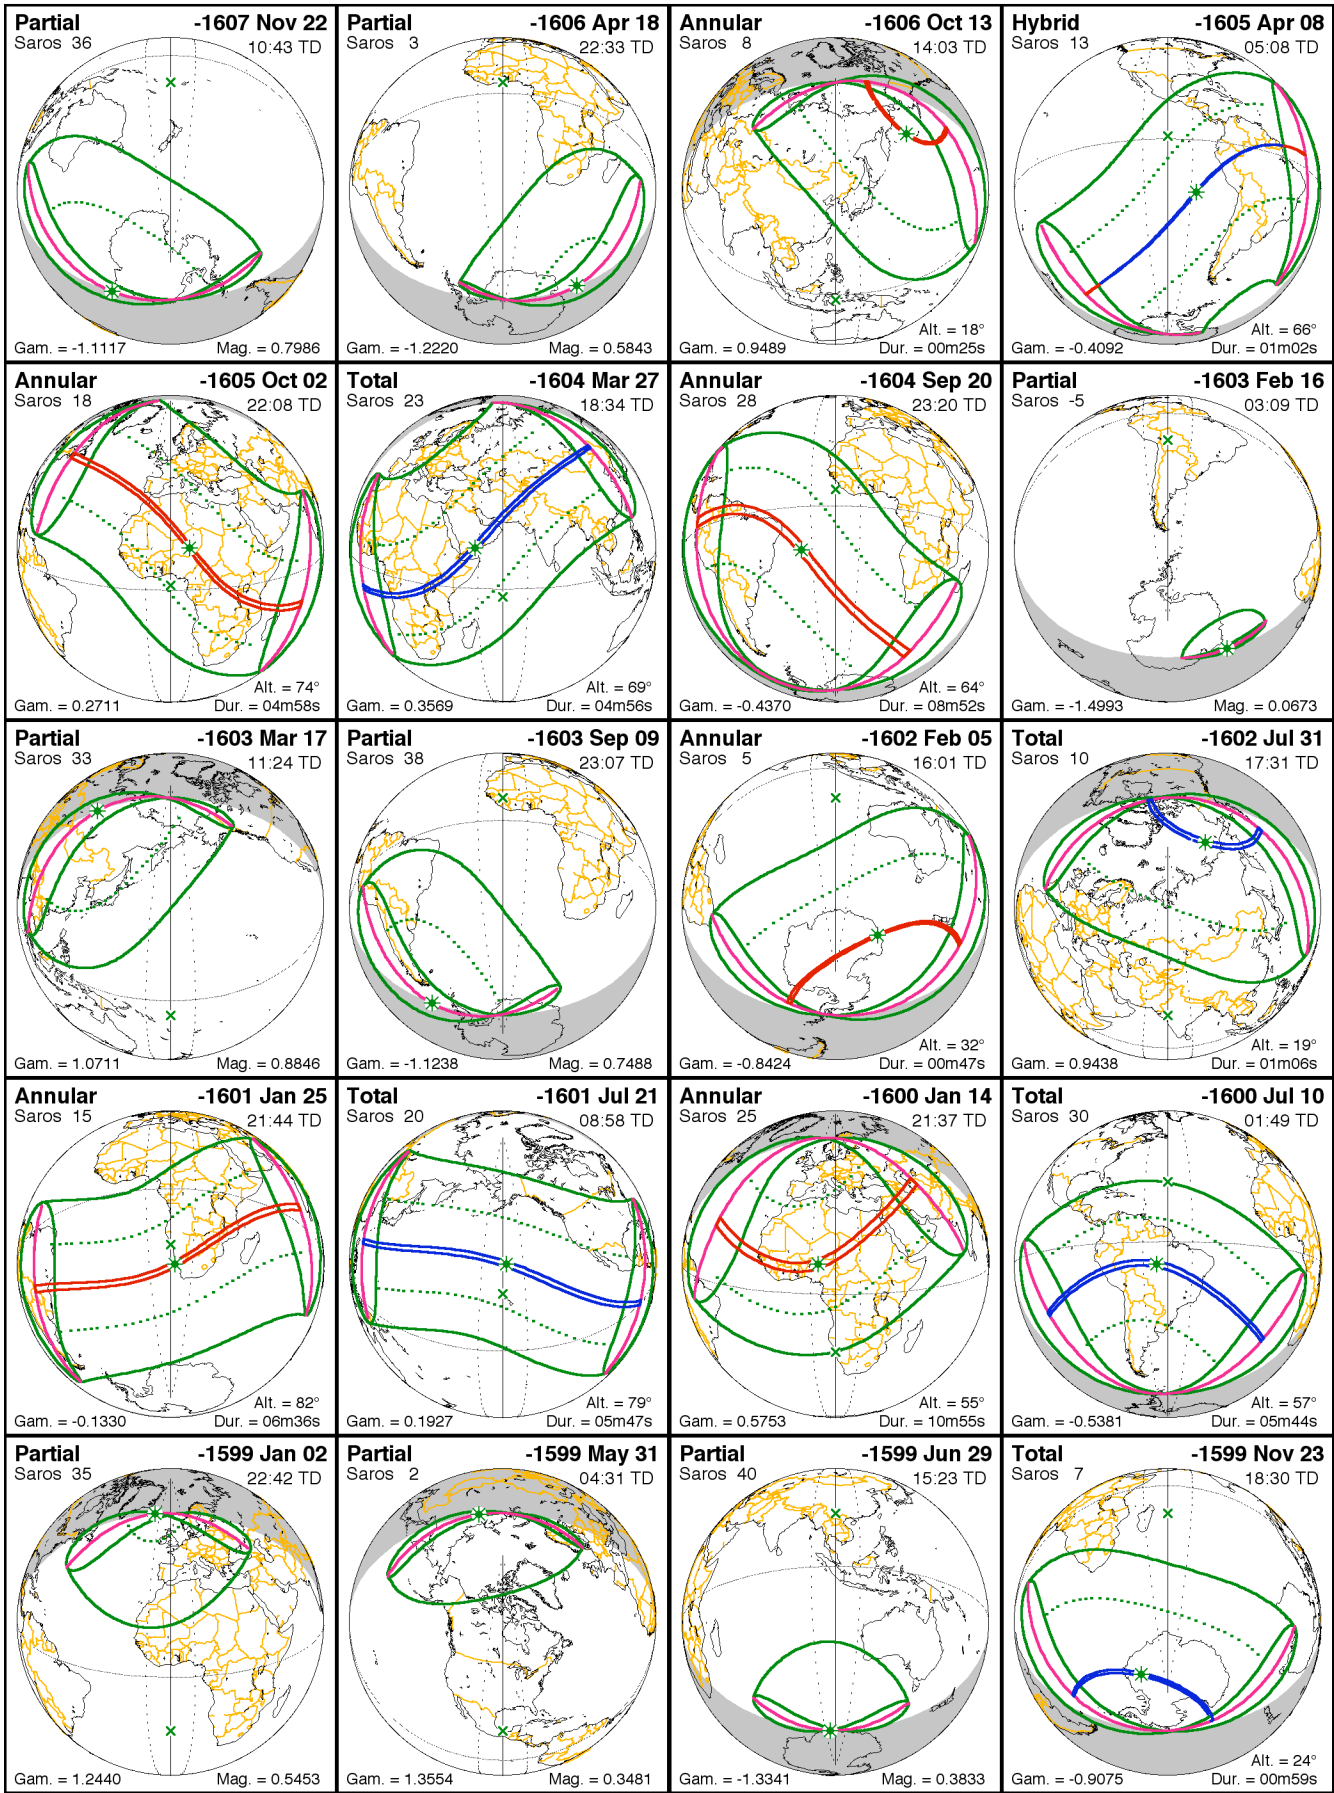 Partial -1607 Nov 22
Saros 36 10:43 TD
Gam. = -1.1117 Mag. = 0.7986
Partial -1606 Apr 18
Saros 3 22:33 TD
Gam. = -1.2220 Mag. = 0.5843
Annular -1606 Oct 13
Saros 8 14:03 TD
Alt. = 18°
Gam. = 0.9489 Dur. = 00m25s
Hybrid -1605 Apr 08
Saros 13 05:08 TD
Alt. = 66°
Gam. = -0.4092 Dur. = 01m02s
Annular -1605 Oct 02
Saros 18 22:08 TD
Alt. = 74°
Gam. = 0.2711 Dur. = 04m58s
Total -1604 Mar 27
Saros 23 18:34 TD
Alt. = 69°
Gam. = 0.3569 Dur. = 04m56s
Annular -1604 Sep 20
Saros 28 23:20 TD
Alt. = 64°
Gam. = -0.4370 Dur. = 08m52s
Partial -1603 Feb 16
Saros -5 03:09 TD
Gam. = -1.4993 Mag. = 0.0673
Partial -1603 Mar 17
Saros 33 11:24 TD
Gam. = 1.0711 Mag. = 0.8846
Partial -1603 Sep 09
Saros 38 23:07 TD
Gam. = -1.1238 Mag. = 0.7488
Annular -1602 Feb 05
Saros 5 16:01 TD
Alt. = 32°
Gam. = -0.8424 Dur. = 00m47s
Total -1602 Jul 31
Saros 10 17:31 TD
Alt. = 19°
Gam. = 0.9438 Dur. = 01m06s
Annular -1601 Jan 25
Saros 15 21:44 TD
Alt. = 82°
Gam. = -0.1330 Dur. = 06m36s
Total -1601 Jul 21
Saros 20 08:58 TD
Alt. = 79°
Gam. = 0.1927 Dur. = 05m47s
Annular -1600 Jan 14
Saros 25 21:37 TD
Alt. = 55°
Gam. = 0.5753 Dur. = 10m55s
Total -1600 Jul 10
Saros 30 01:49 TD
Alt. = 57°
Gam. = -0.5381 Dur. = 05m44s
Partial -1599 Jan 02
Saros 35 22:42 TD
Gam. = 1.2440 Mag. = 0.5453
Partial -1599 May 31
Saros 2 04:31 TD
Gam. = 1.3554 Mag. = 0.3481
Partial -1599 Jun 29
Saros 40 15:23 TD
Gam. = -1.3341 Mag. = 0.3833
Total -1599 Nov 23
Saros 7 18:30 TD
Alt. = 24°
Gam. = -0.9075 Dur. = 00m59s